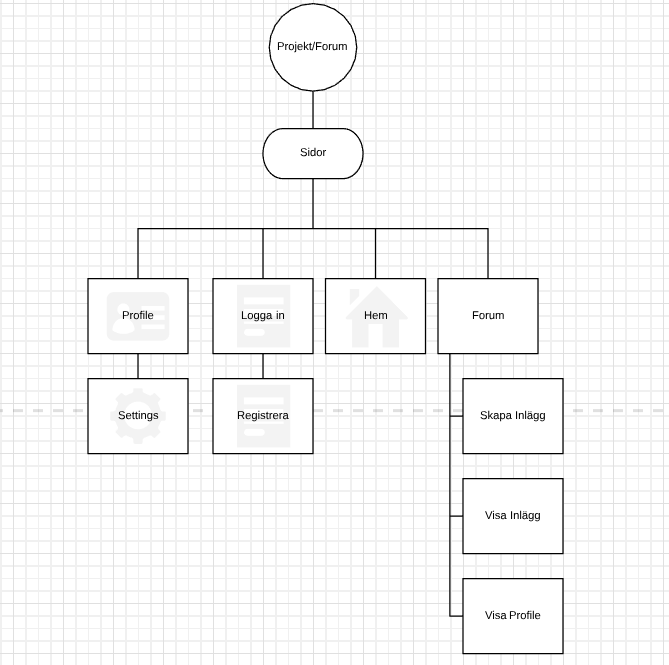 Projekt/Forum
Sidor
Profile
Logga in
Hem
Forum
Settings
Registrera
Skapa Inlägg
Visa Inlägg
Visa Profile